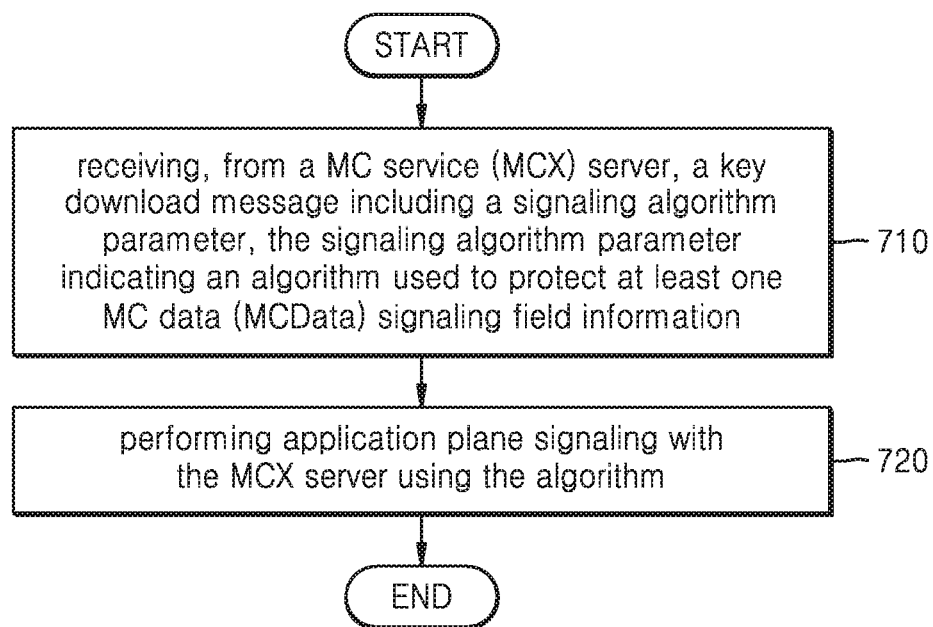 START
receiving, from a MC service (MCX) server, a key
download message including a signaling algorithm
parameter, the signaling algorithm parameter
indicating an algorithm used to protect at least one
MC data (MCData) signaling field information
710
performing application plane signaling with
the MCX server using the algorithm
720
END